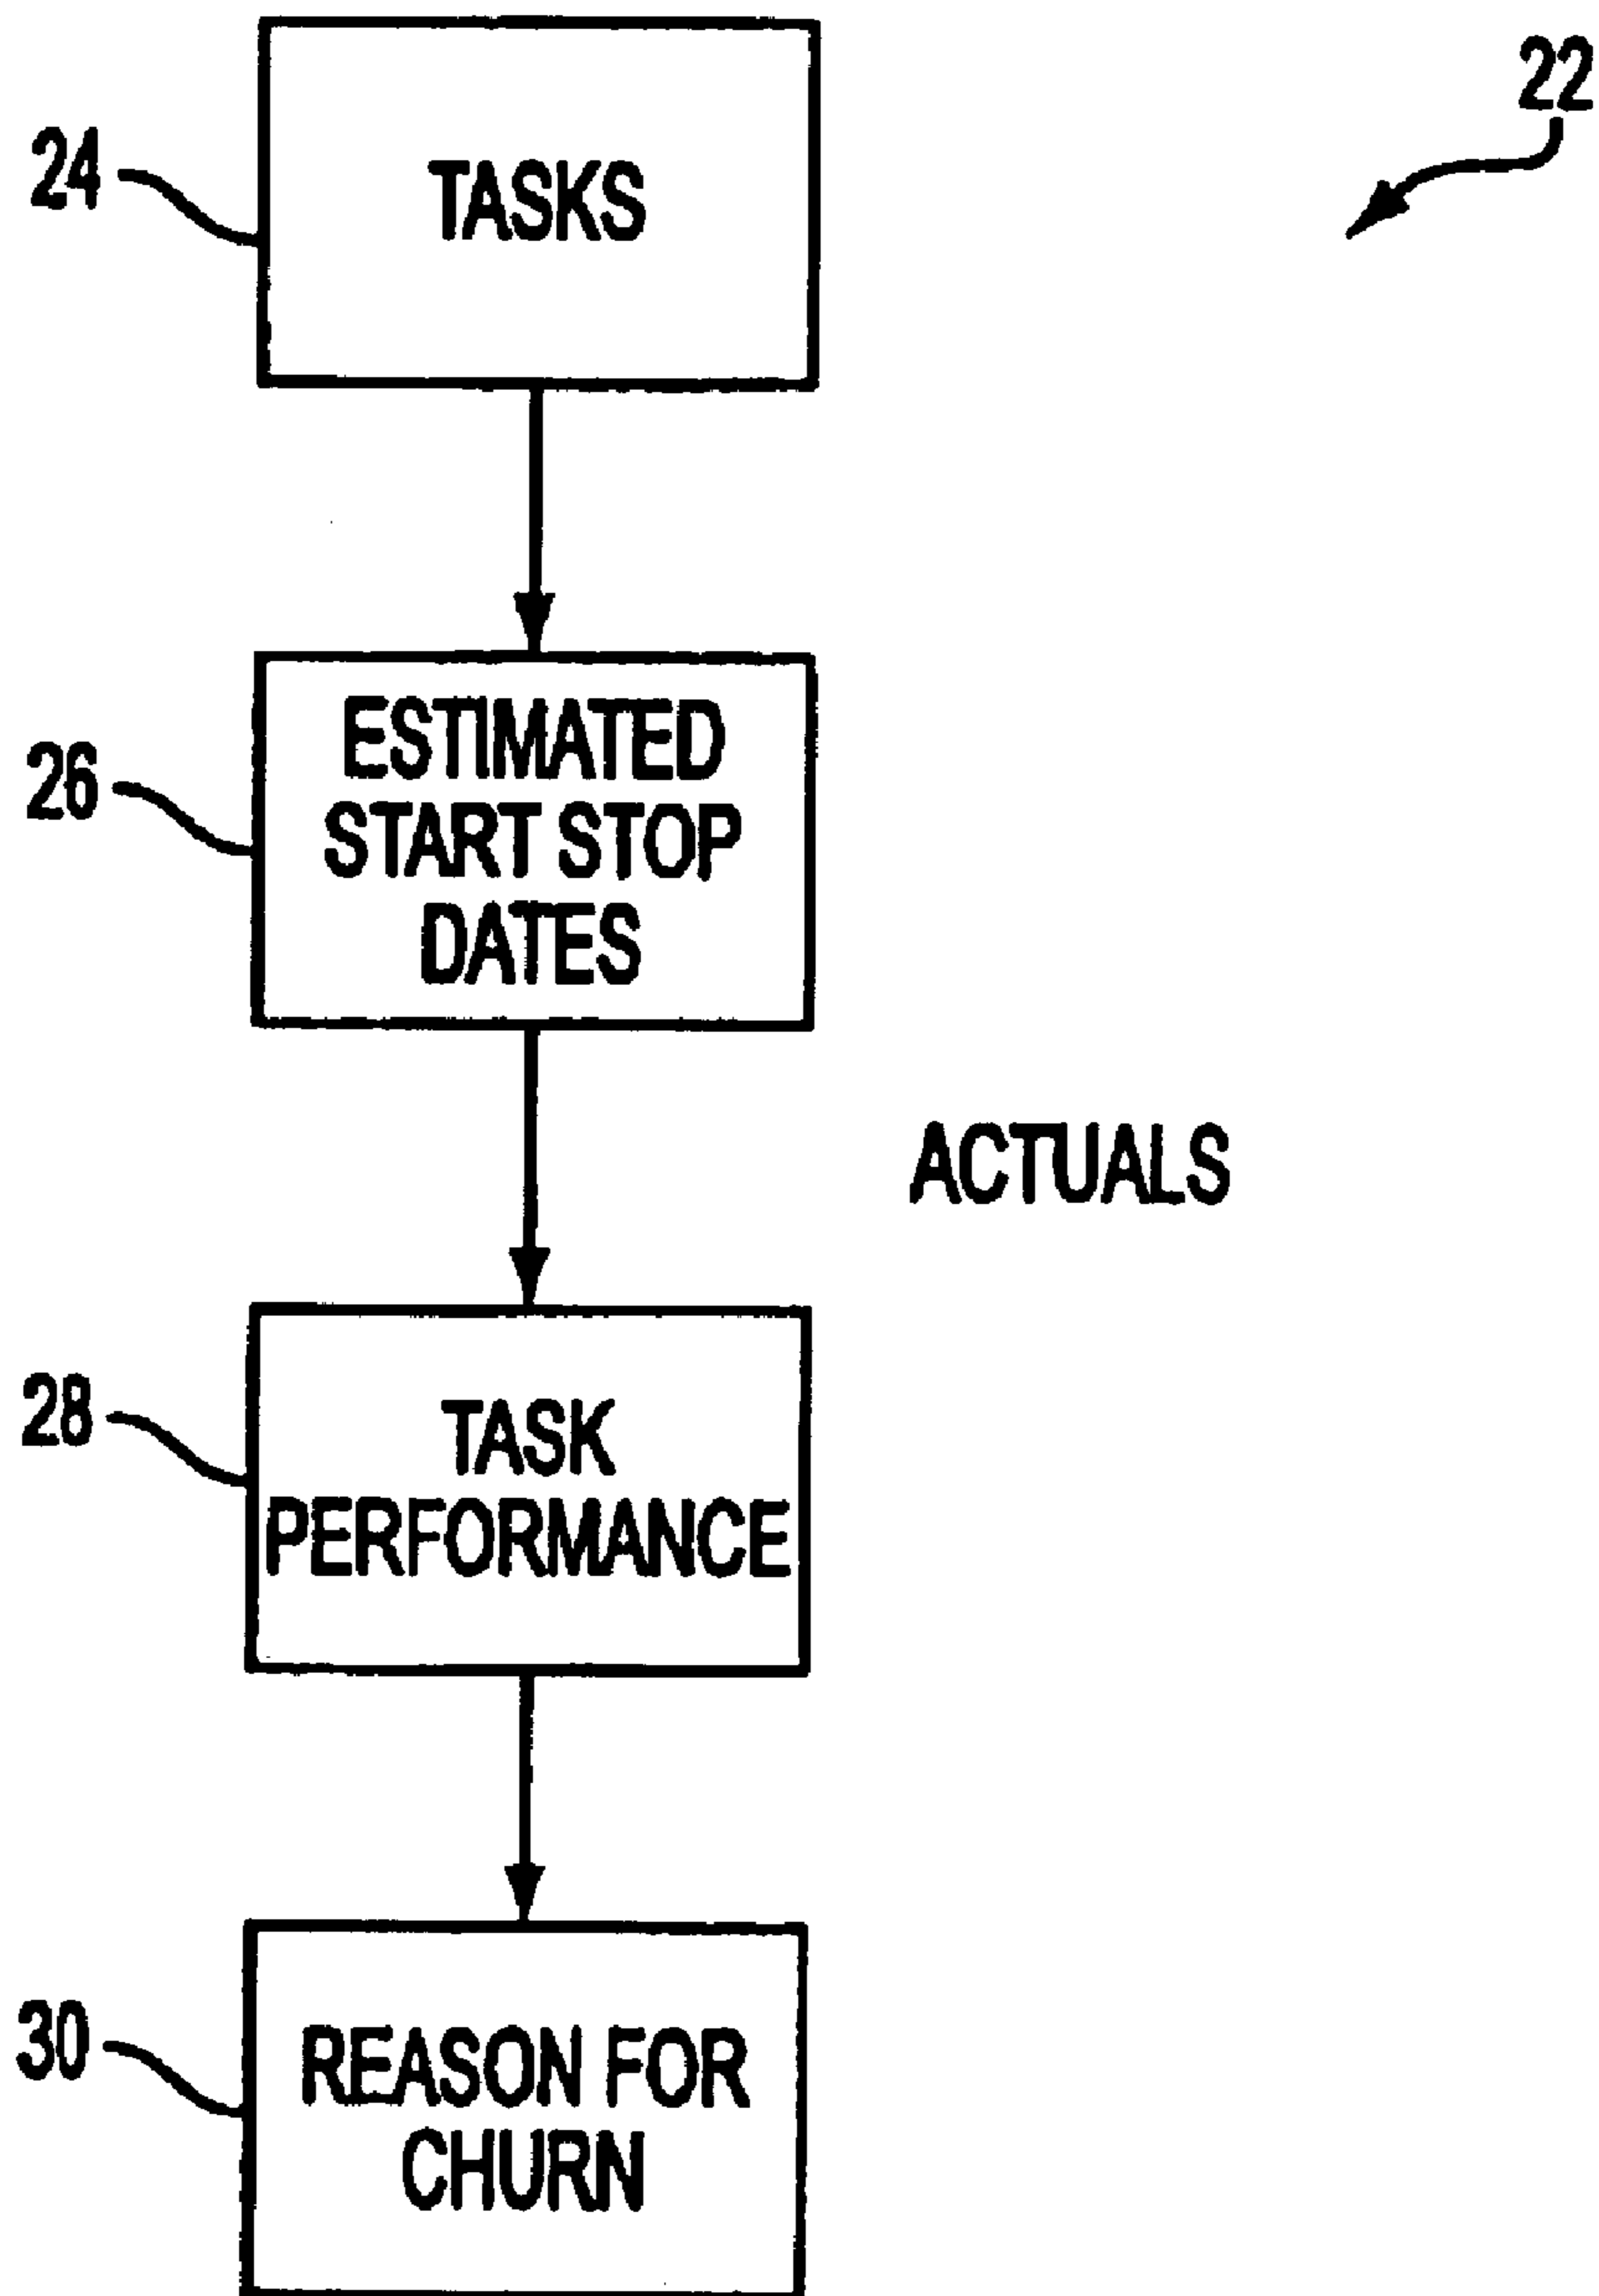 22
24
TASKS
26
ESTIMATED
START STOP
DATES
ACTUALS
28
TASK
PERFORMANCE
30
REASON FOR
CHURN